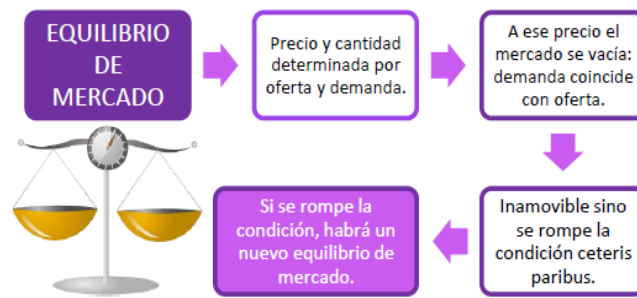 EQUILIBRIO
DE
MERCADO
Precio y cantidad
determinada por
oferta y demanda.
A ese precio el
mercado se vacía:
demanda coincide
con oferta.
Inamovible sino
se rompe la
condición ceteris
paribus.
Si se rompe la
condición, habrá un
nuevo equilibrio de
mercado.